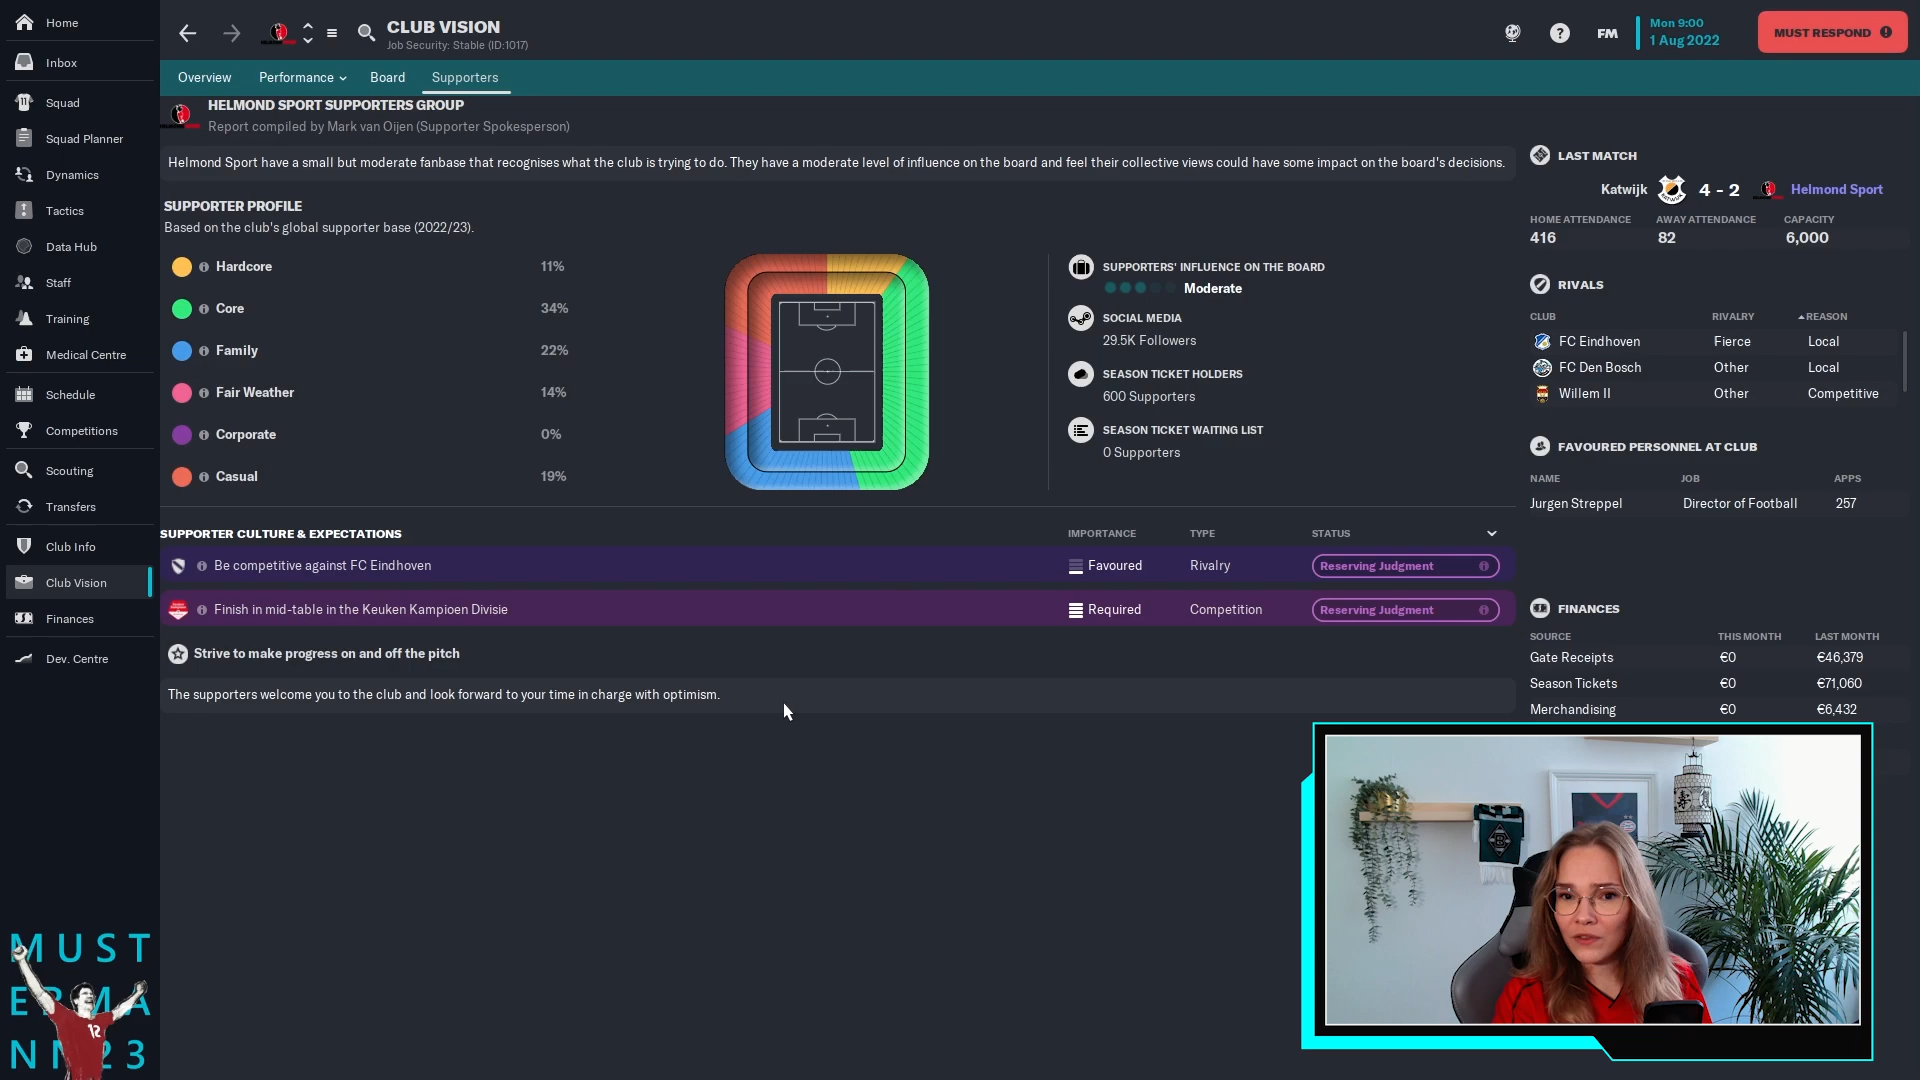 Home
Inbox
Squad
Squad Planner
Dynamics
Tactics
Data Hub
Staff
Training
Medical Centre
Schedule
Competitions
Scouting
Transfers
Club Info
Club Vision
Finances
Dev. Centre
CLUB VISION
Job Security: Stable (ID:1017)
FM
Mon 9:00
1 Aug 2022
MUST RESPOND
Overview Performance Board Supporters
HELMOND SPORT SUPPORTERS GROUP
Report compiled by Mark van Oijen (Supporter Spokesperson)
Helmond Sport have a small but moderate fanbase that recognises what the club is trying to do. They have a moderate level of influence on the board and feel their collective views could have some impact on the board's decisions.
SUPPORTER PROFILE
Based on the club's global supporter base (2022/23).
Hardcore 11%
Core 34%
Family 22%
Fair Weather 14%
Corporate 0%
Casual 19%
SUPPORTERS' INFLUENCE ON THE BOARD
Moderate
SOCIAL MEDIA
29.5K Followers
SEASON TICKET HOLDERS
600 Supporters
SEASON TICKET WAITING LIST
0 Supporters
SUPPORTER CULTURE & EXPECTATIONS IMPORTANCE TYPE STATUS
Be competitive against FC Eindhoven Favoured Rivalry Reserving Judgment
Finish in mid-table in the Keuken Kampioen Divisie Required Competition Reserving Judgment
Strive to make progress on and off the pitch
The supporters welcome you to the club and look forward to your time in charge with optimism.
LAST MATCH
Katwijk 4 - 2 Helmond Sport
HOME ATTENDANCE AWAY ATTENDANCE CAPACITY
416 82 6,000
RIVALS
CLUB RIVALRY REASON
FC Eindhoven Fierce Local
FC Den Bosch Other Local
Willem II Other Competitive
FAVOURED PERSONNEL AT CLUB
NAME JOB APPS
Jurgen Streppel Director of Football 257
FINANCES
SOURCE THIS MONTH LAST MONTH
Gate Receipts €0 €46,379
Season Tickets €0 €71,060
Merchandising €0 €6,432
MUST
ERMA
NN23
12